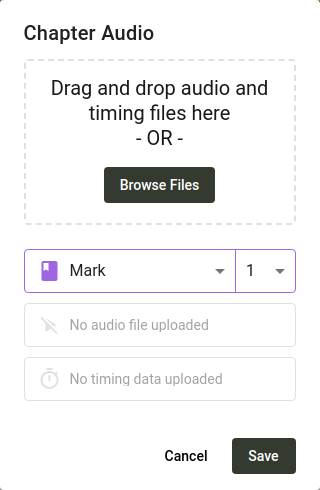 Chapter Audio
Drag and drop audio and
timing files here
- OR -
Browse Files
Mark
1
No audio file uploaded
No timing data uploaded
Cancel
Save